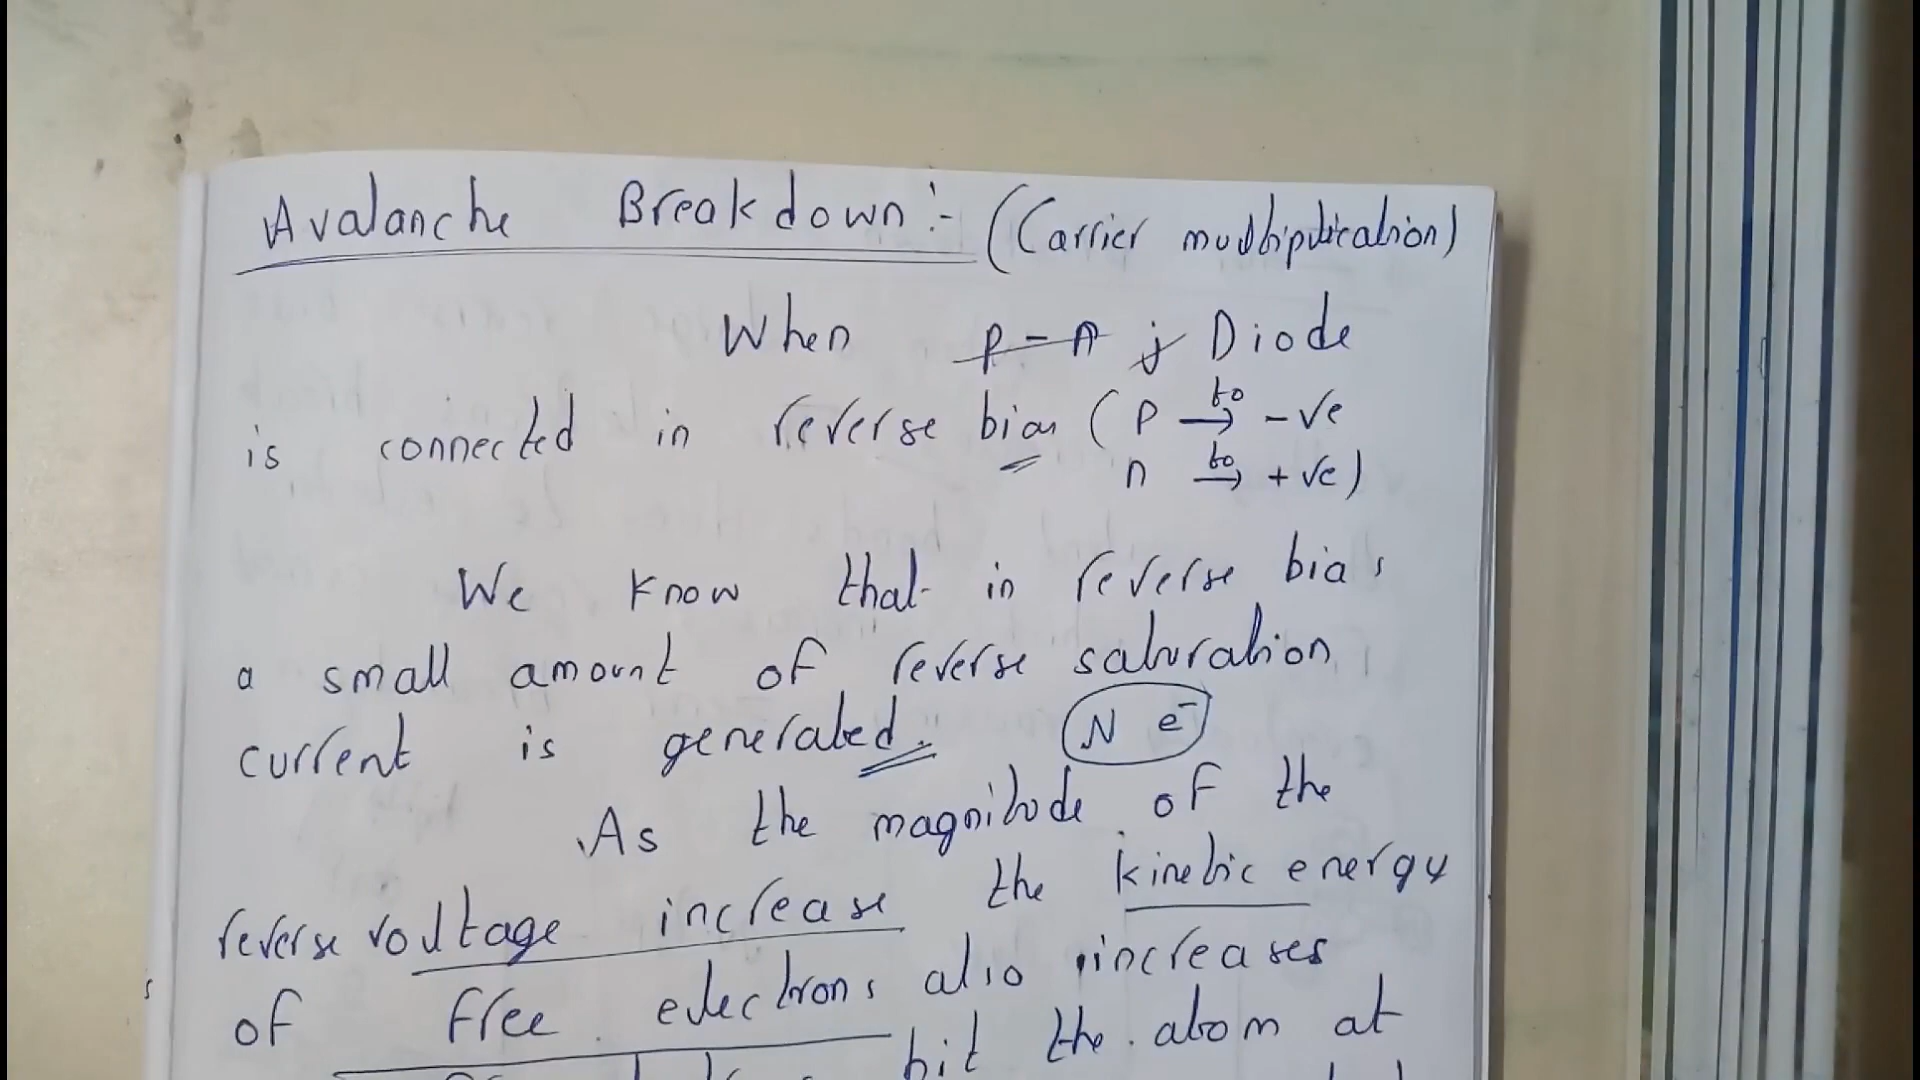 Avalanche Breakdown :- (Carrier multiplication)
When p-n j Diode
is connected in reverse bias ( P →to -ve
n →to +ve)
We know that in reverse bias
a small amount of reverse saturation
current is generated. N e⁻
As the magnitude of the
reverse voltage increase the kinetic energy
of free electrons also increases
hit the atom at